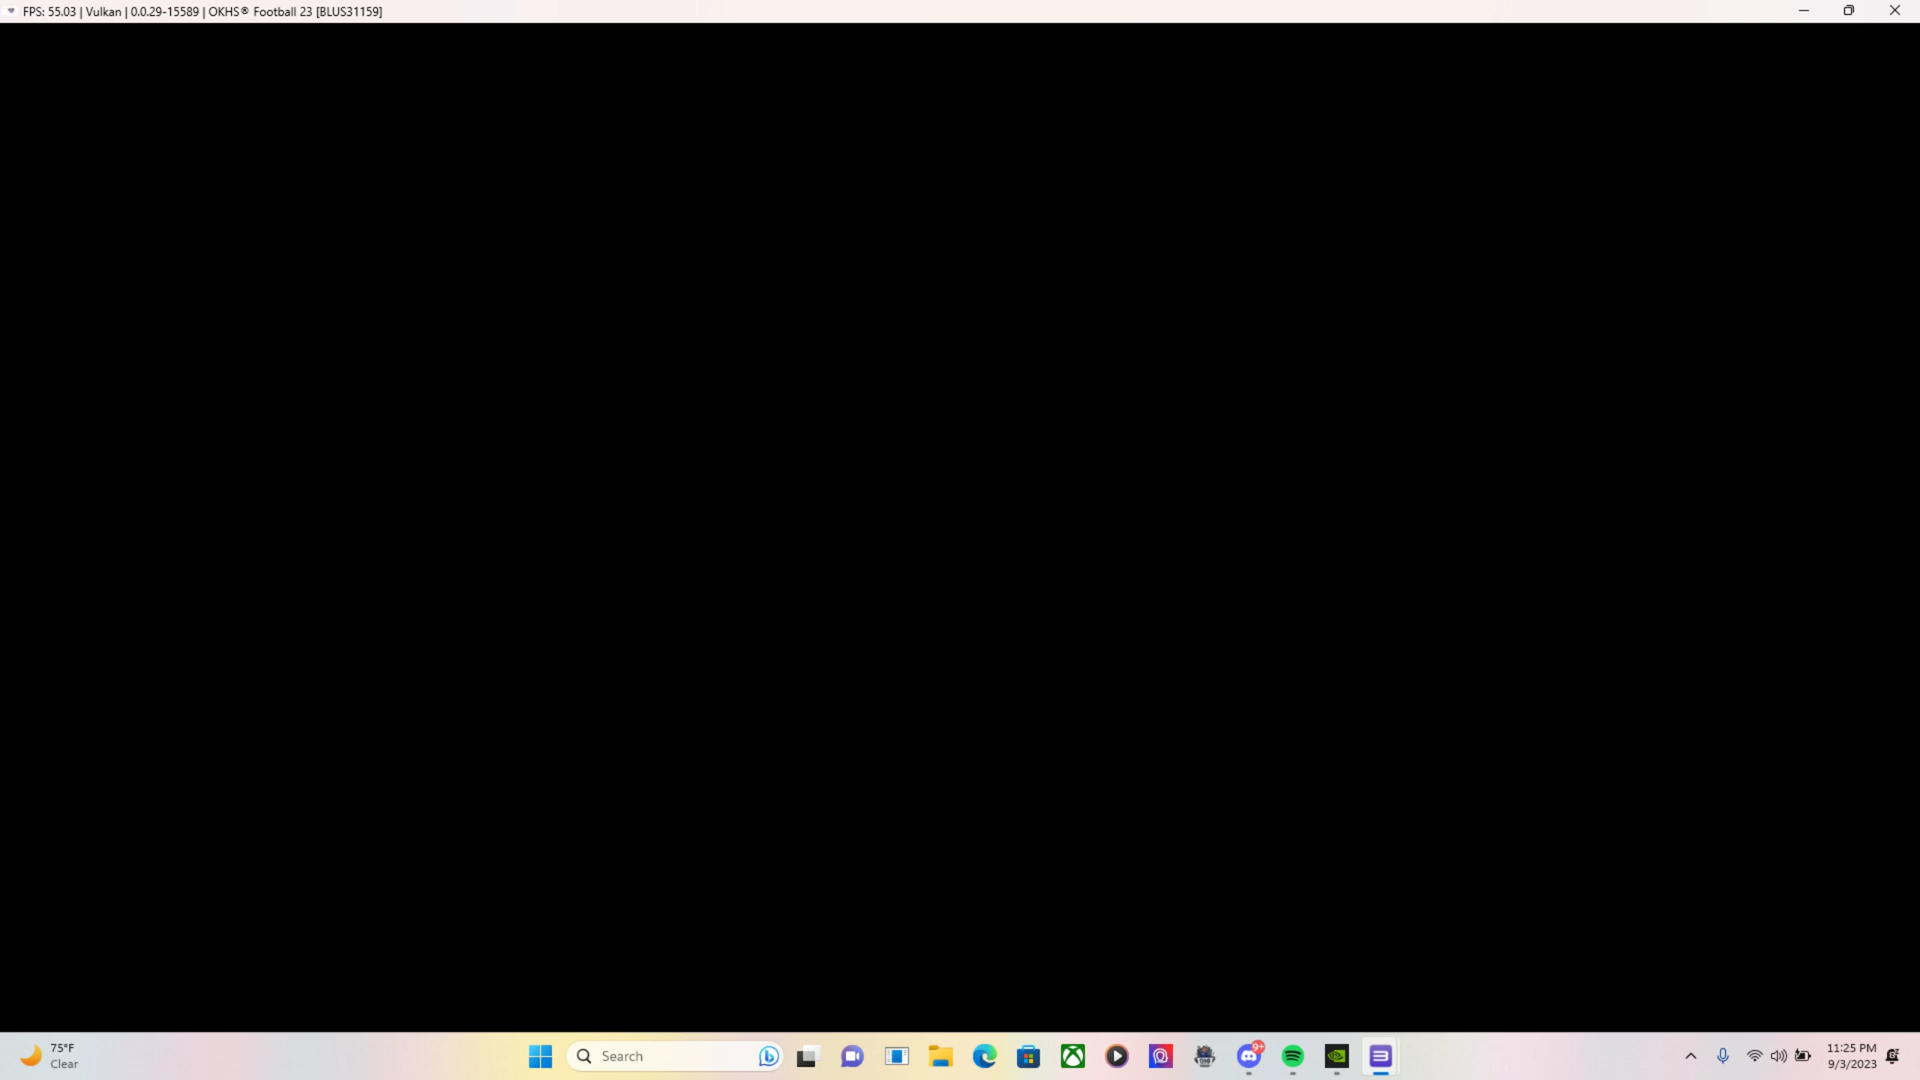 FPS: 55.03 | Vulkan | 0.0.29-15589 | OKHS® Football 23 [BLUS31159]
75°F
Clear
Search
9+
11:25 PM
9/3/2023